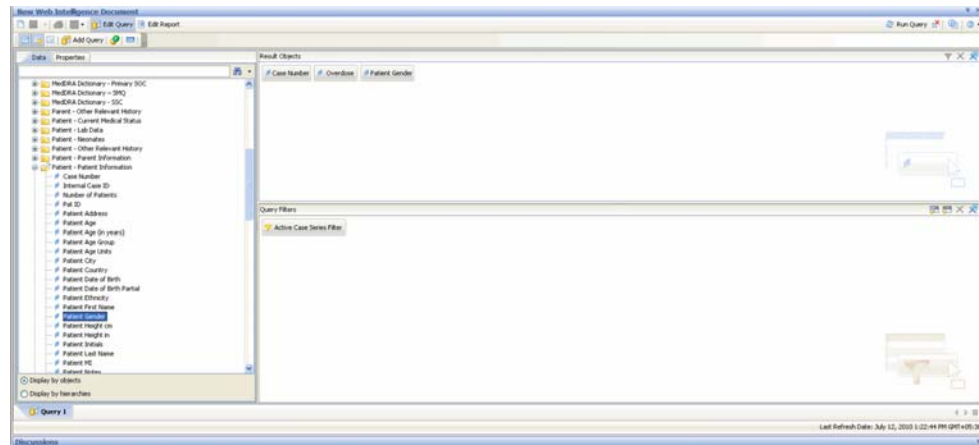 New Web Intelligence Document
Edit Query Edit Report Run Query
Add Query
Data Properties
Result Objects
Case Number Overdose Patient Gender
MedDRA Dictionary - Primary SOC
MedDRA Dictionary - SMQ
MedDRA Dictionary - SSC
Parent - Other Relevant History
Patient - Current Medical Status
Patient - Lab Data
Patient - Neonates
Patient - Other Relevant History
Patient - Parent Information
Patient - Patient Information
Case Number
Internal Case ID
Number of Patients
Pat ID
Patient Address
Patient Age
Patient Age (in years)
Patient Age Group
Patient Age Units
Patient City
Patient Country
Patient Date of Birth
Patient Date of Birth Partial
Patient Ethnicity
Patient First Name
Patient Gender
Patient Height cm
Patient Height in
Patient Initials
Patient Last Name
Patient MI
Patient Notes
Query Filters
Active Case Series Filter
Display by objects
Display by hierarchies
Query 1
Last Refresh Date: July 12, 2010 1:22:44 PM
Discussions